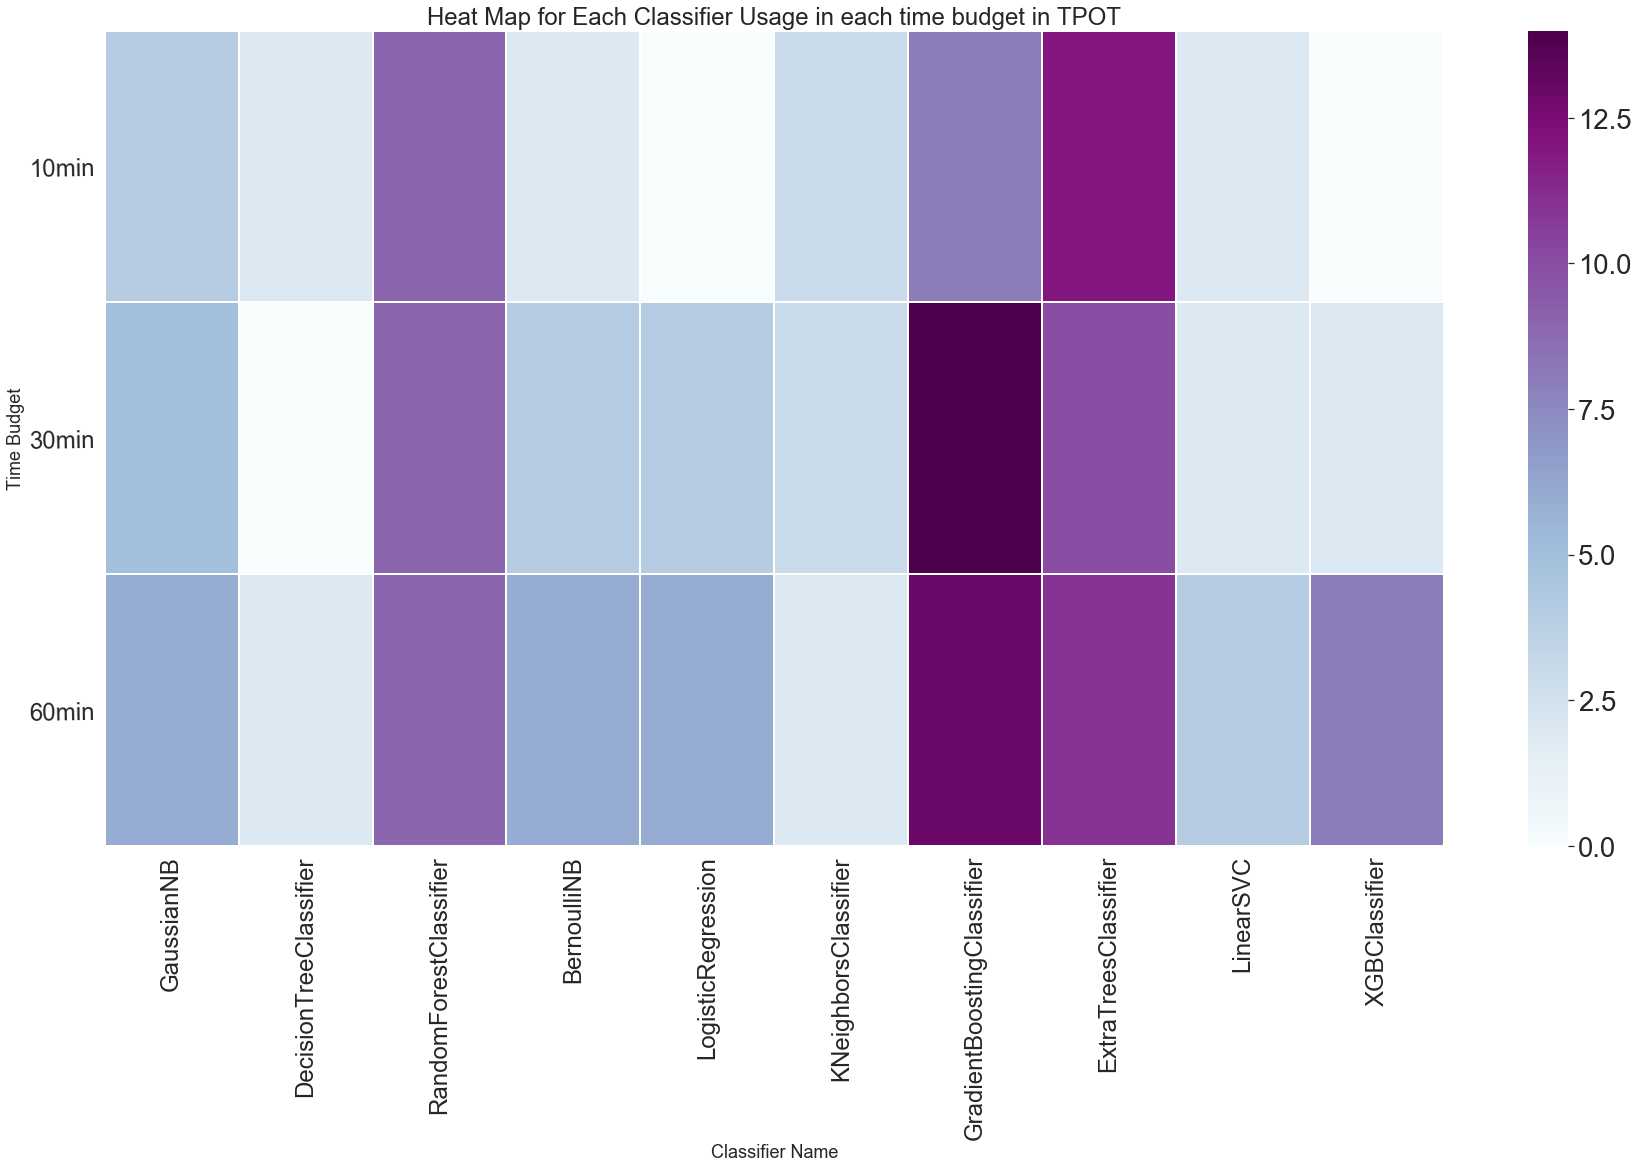 Heat Map for Each Classifier Usage in each time budget in TPOT
Time Budget
10min
30min
60min
GaussianNB
DecisionTreeClassifier
RandomForestClassifier
BernoulliNB
LogisticRegression
KNeighborsClassifier
GradientBoostingClassifier
ExtraTreesClassifier
LinearSVC
XGBClassifier
Classifier Name
12.5
10.0
7.5
5.0
2.5
0.0